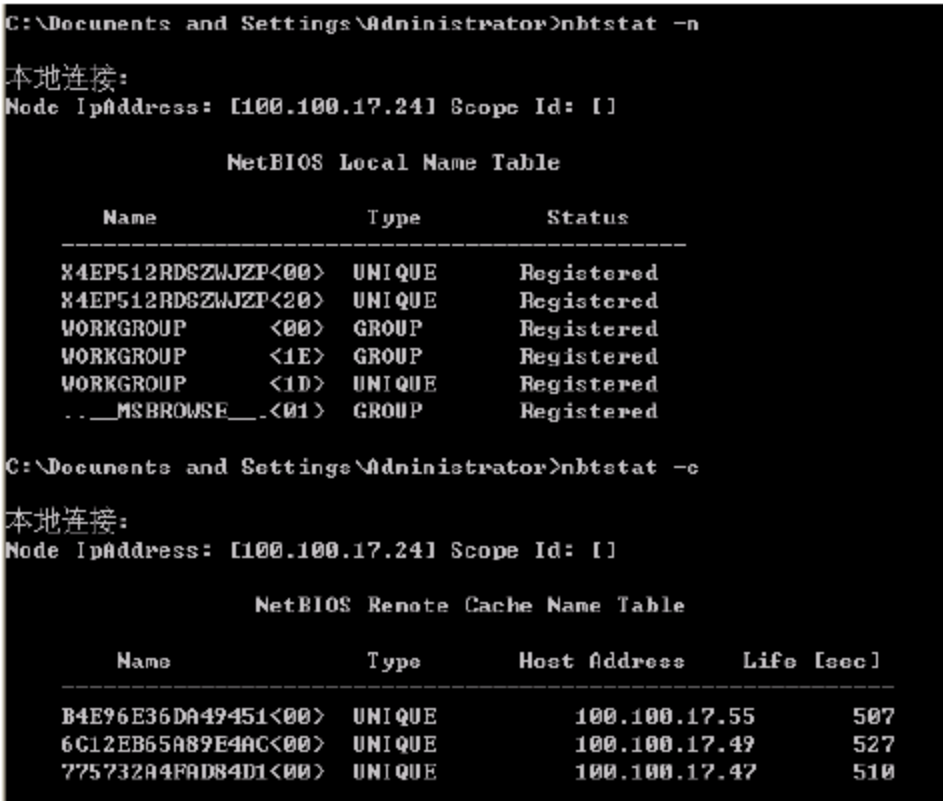 C:\Documents and Settings\Administrator>nbtstat -n
本地连接:
Node IpAddress: [100.100.17.24] Scope Id: []
NetBIOS Local Name Table
Name Type Status
---------------------------------------------
X4EP512RDSZWJZP<00> UNIQUE Registered
X4EP512RDSZWJZP<20> UNIQUE Registered
WORKGROUP <00> GROUP Registered
WORKGROUP <1E> GROUP Registered
WORKGROUP <1D> UNIQUE Registered
..__MSBROWSE__.<01> GROUP Registered
C:\Documents and Settings\Administrator>nbtstat -c
本地连接:
Node IpAddress: [100.100.17.24] Scope Id: []
NetBIOS Remote Cache Name Table
Name Type Host Address Life [sec]
------------------------------------------------------------
B4E96E36DA49451<00> UNIQUE 100.100.17.55 507
6C12EB65A89E4AC<00> UNIQUE 100.100.17.49 527
775732A4FAD84D1<00> UNIQUE 100.100.17.47 510